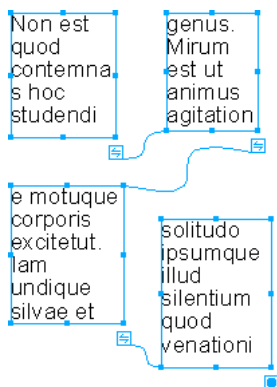 Non est
quod
contemna
s hoc
studendi
genus.
Mirum
est ut
animus
agitation
e motuque
corporis
excitetut.
Iam
undique
silvae et
solitudo
ipsumque
illud
silentium
quod
venationi